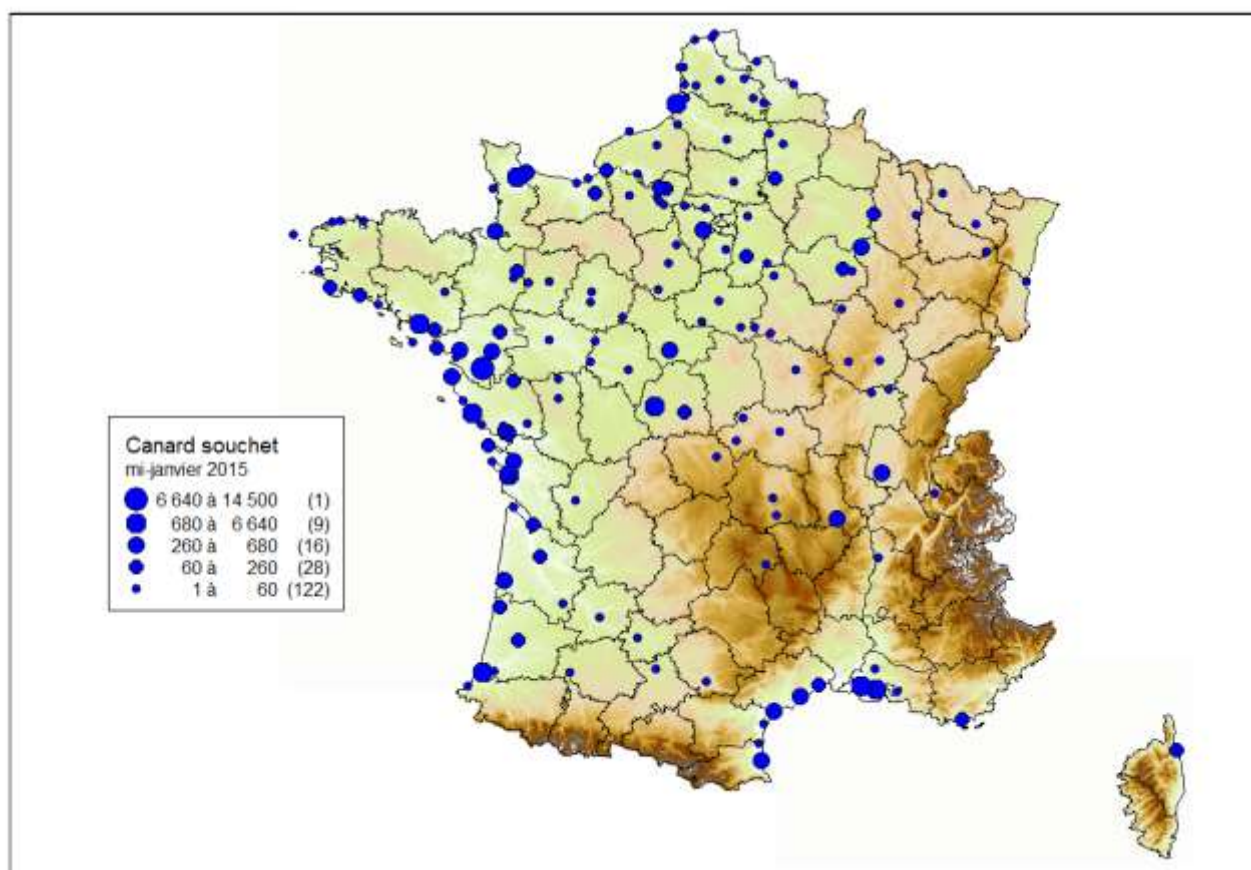 Canard souchet
mi-janvier 2015
6 640 à 14 500 (1)
680 à 6 640 (9)
260 à 680 (16)
60 à 260 (28)
1 à 60 (122)